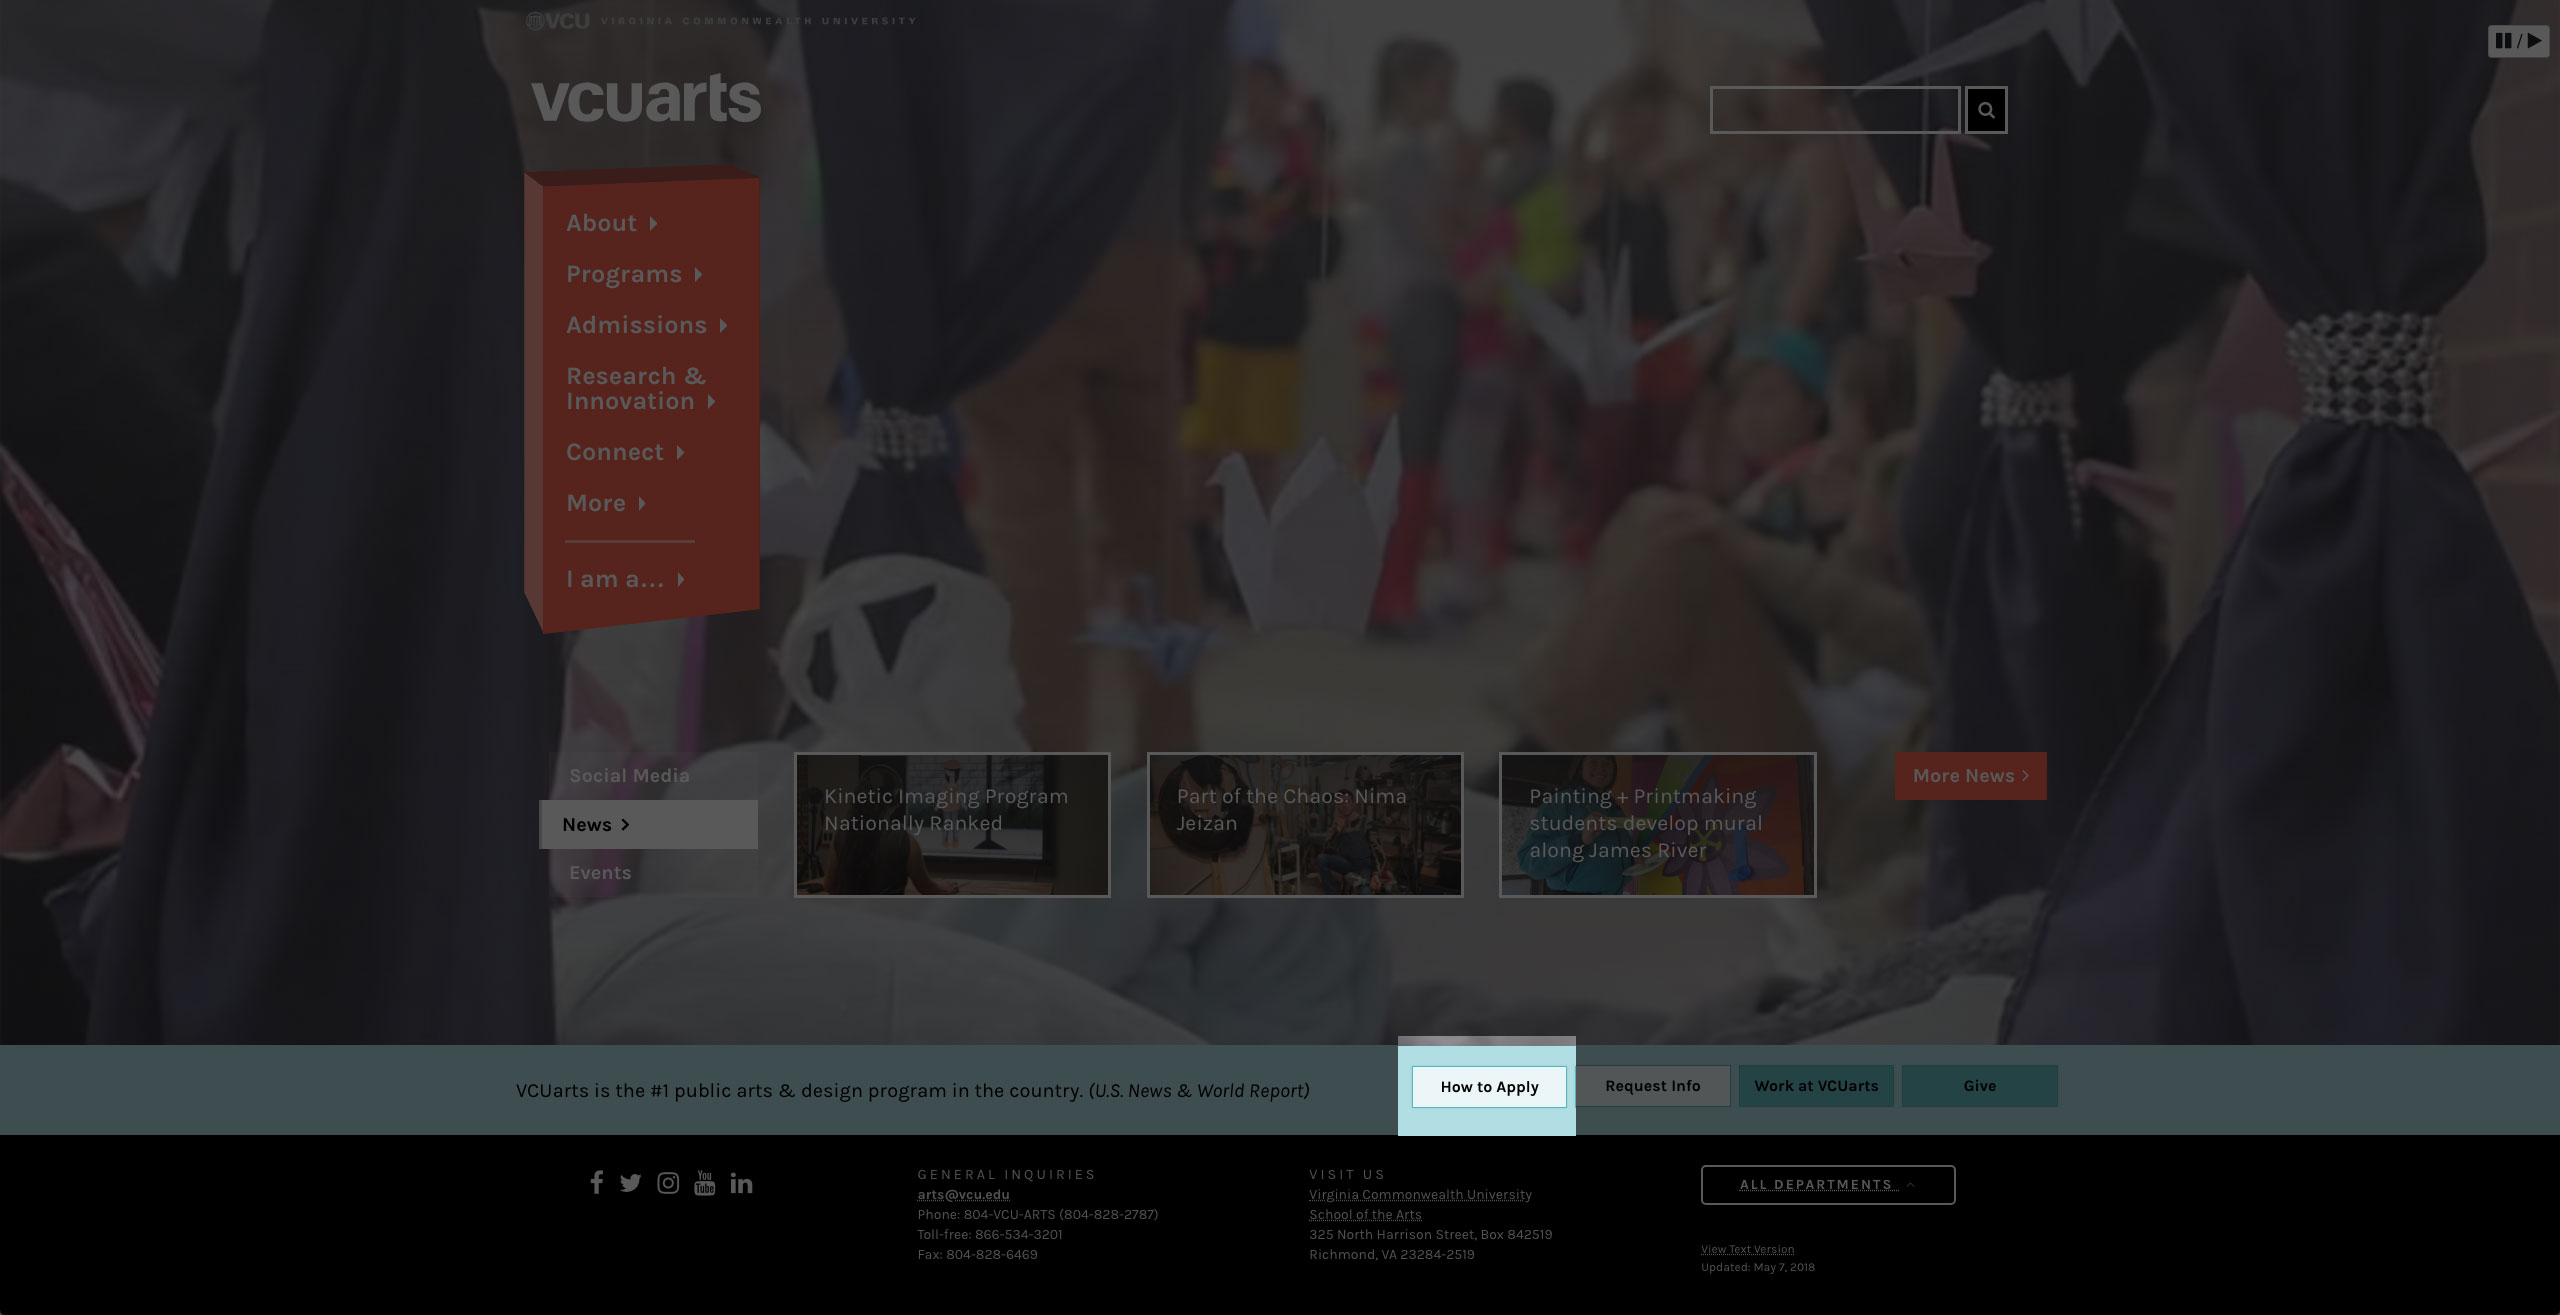 VCU VIRGINIA COMMONWEALTH UNIVERSITY
vcuarts
About
Programs
Admissions
Research &
Innovation
Connect
More
I am a...
Social Media
News
Events
Kinetic Imaging Program
Nationally Ranked
Part of the Chaos: Nima
Jeizan
Painting + Printmaking
students develop mural
along James River
More News
VCUarts is the #1 public arts & design program in the country. (U.S. News & World Report)
How to Apply
Request Info
Work at VCUarts
Give
You
Tube
in
GENERAL INQUIRIES
arts@vcu.edu
Phone: 804-VCU-ARTS (804-828-2787)
Toll-free: 866-534-3201
Fax: 804-828-6469
VISIT US
Virginia Commonwealth University
School of the Arts
325 North Harrison Street, Box 842519
Richmond, VA 23284-2519
ALL DEPARTMENTS
View Text Version
Updated: May 7, 2018